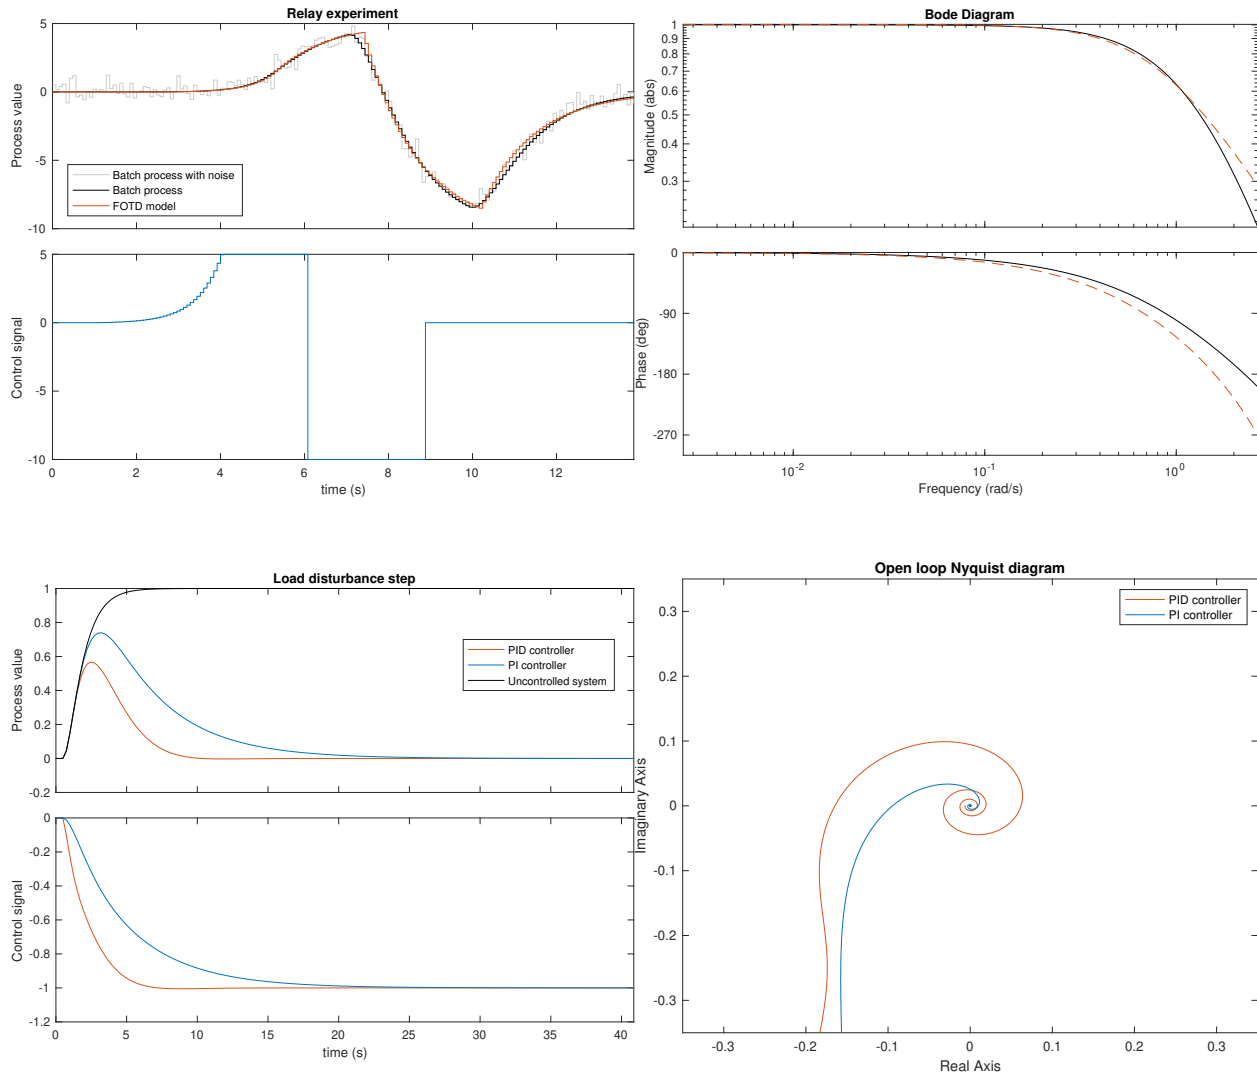 Relay experiment
5
0
-5
-10
Process value
Batch process with noise
Batch process
FOTD model
5
0
-5
-10
Control signal
0
2
4
6
8
10
12
time (s)
Bode Diagram
1
0.9
0.8
0.7
0.6
0.5
0.4
0.3
Magnitude (abs)
0
-90
-180
-270
Phase (deg)
10-2
10-1
100
Frequency (rad/s)
Load disturbance step
1
0.8
0.6
0.4
0.2
0
-0.2
Process value
PID controller
PI controller
Uncontrolled system
0
-0.2
-0.4
-0.6
-0.8
-1
-1.2
Control signal
0
5
10
15
20
25
30
35
40
time (s)
Open loop Nyquist diagram
PID controller
PI controller
0.3
0.2
0.1
0
-0.1
-0.2
-0.3
Imaginary Axis
-0.3
-0.2
-0.1
0
0.1
0.2
0.3
Real Axis